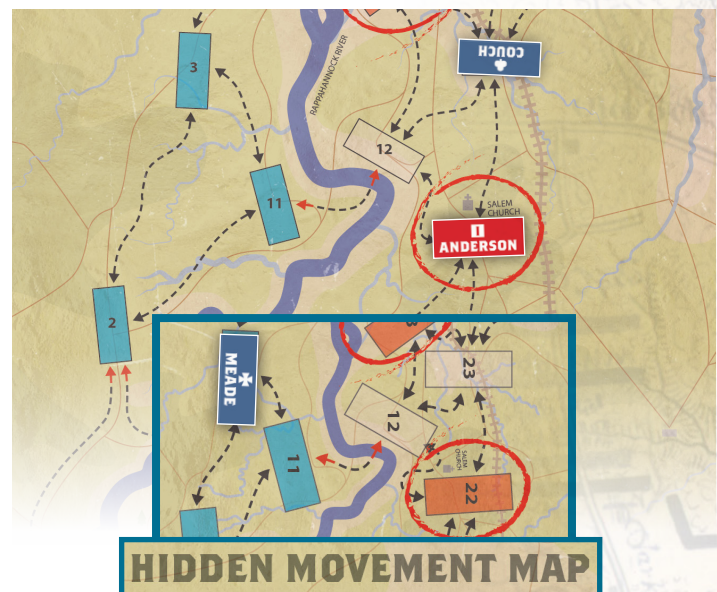 3
COUCH
RAPPAHANNOCK RIVER
12
11
SALEM
CHURCH
I
ANDERSON
2
MEADE
23
12
11
SALEM
CHURCH
22
HIDDEN MOVEMENT MAP